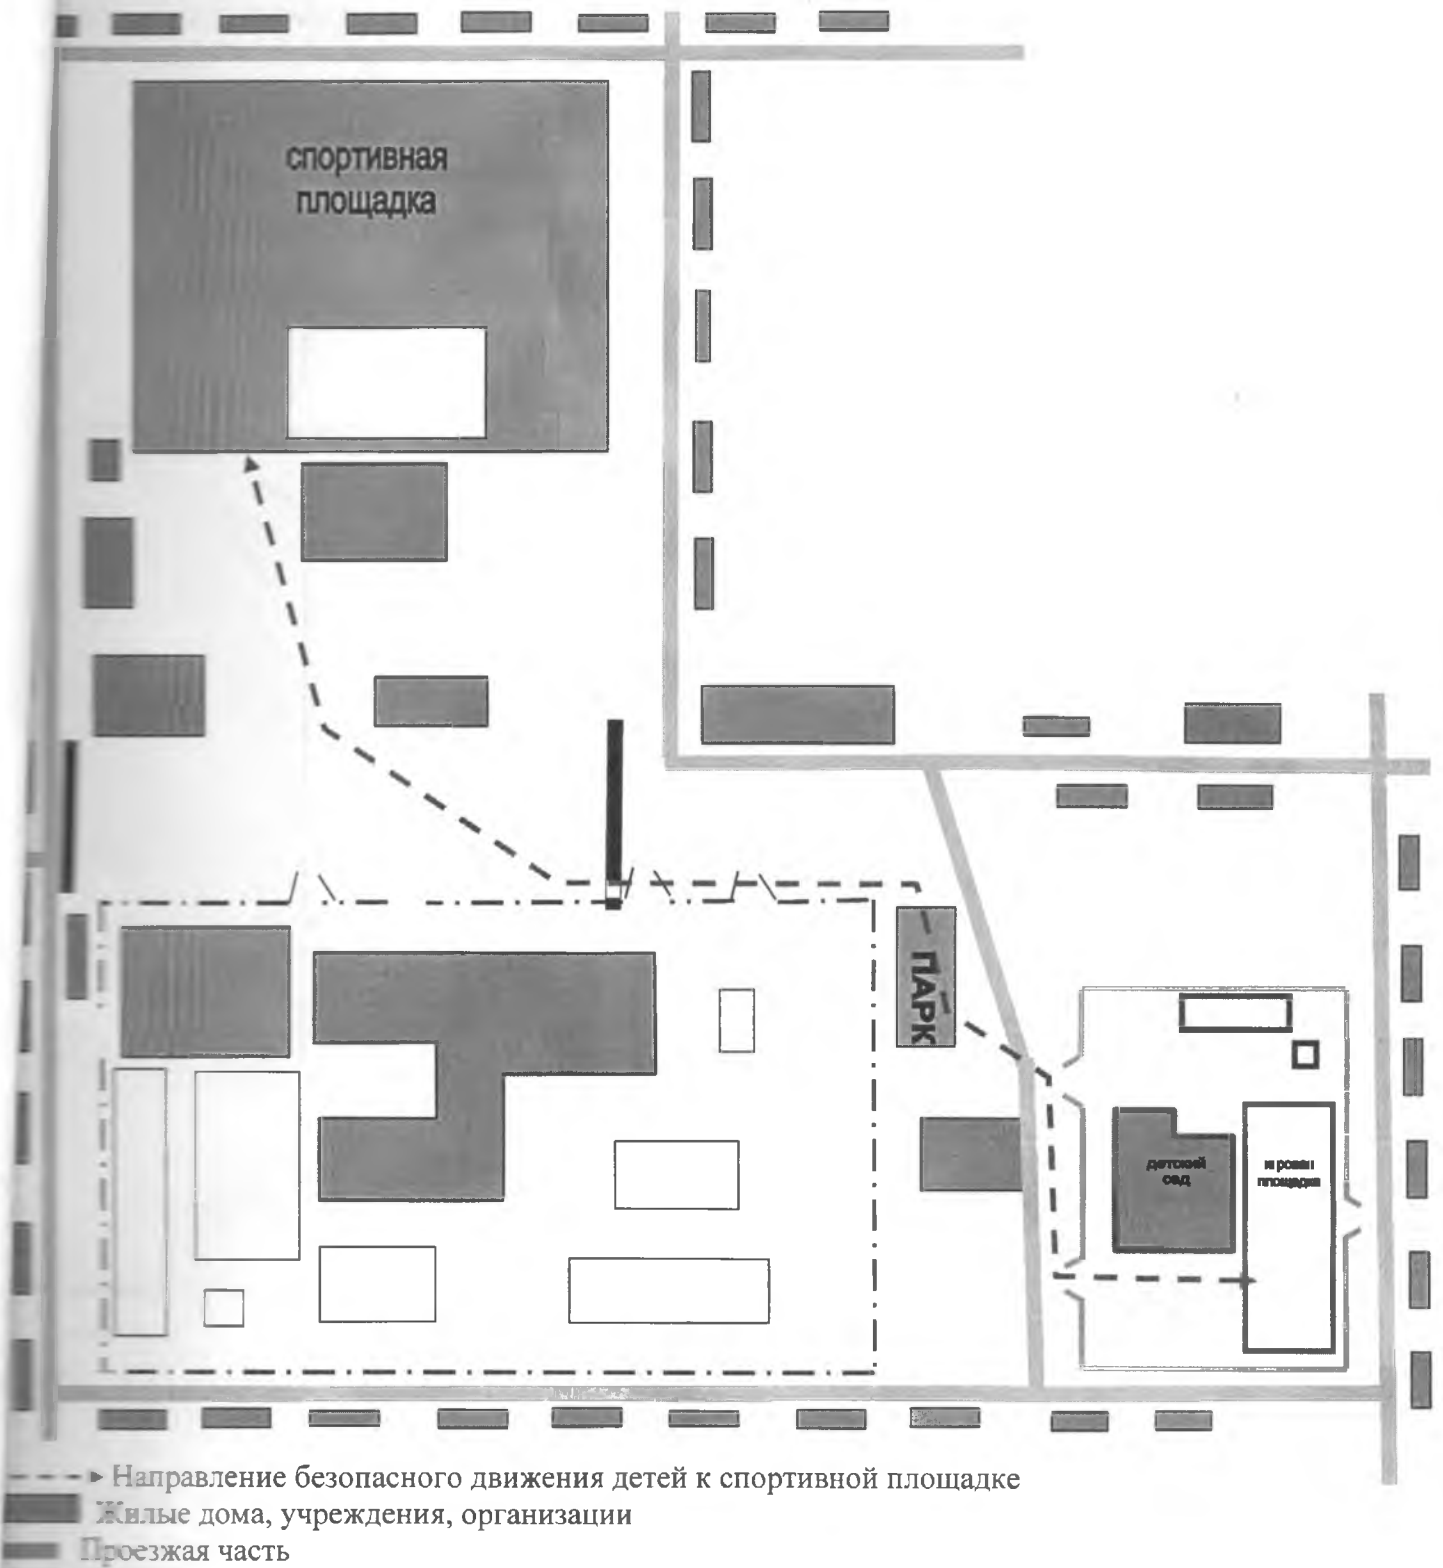 спортивная
площадка
ПАРК
детский
сад
игровая
площадка
Направление безопасного движения детей к спортивной площадке
Жилые дома, учреждения, организации
Проезжая часть